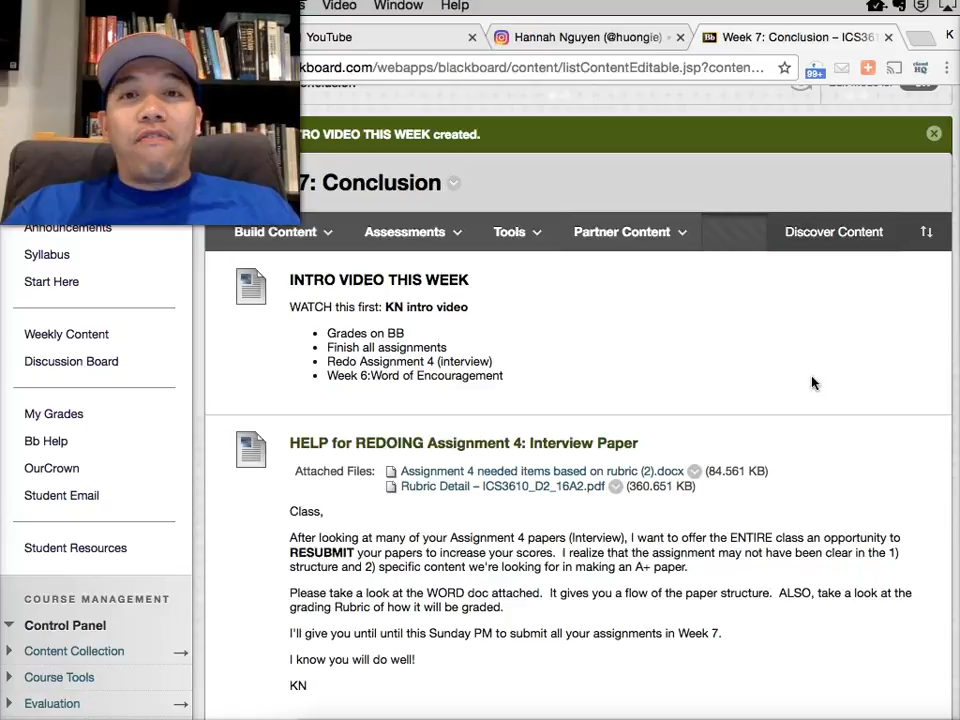 Video Window Help
YouTube
Hannah Nguyen (@huongle)
Week 7: Conclusion – ICS361
K
kboard.com/webapps/blackboard/content/listContentEditable.jsp?conten...
99+
cloud
HQ
TRO VIDEO THIS WEEK created.
7: Conclusion
Announcements
Syllabus
Start Here
Weekly Content
Discussion Board
My Grades
Bb Help
OurCrown
Student Email
Student Resources
COURSE MANAGEMENT
Control Panel
Content Collection
Course Tools
Evaluation
Build Content Assessments Tools Partner Content Discover Content
INTRO VIDEO THIS WEEK
WATCH this first: KN intro video
• Grades on BB
• Finish all assignments
• Redo Assignment 4 (interview)
• Week 6:Word of Encouragement
HELP for REDOING Assignment 4: Interview Paper
Attached Files: Assignment 4 needed items based on rubric (2).docx (84.561 KB)
Rubric Detail – ICS3610_D2_16A2.pdf (360.651 KB)
Class,
After looking at many of your Assignment 4 papers (Interview), I want to offer the ENTIRE class an opportunity to
RESUBMIT your papers to increase your scores. I realize that the assignment may not have been clear in the 1)
structure and 2) specific content we're looking for in making an A+ paper.
Please take a look at the WORD doc attached. It gives you a flow of the paper structure. ALSO, take a look at the
grading Rubric of how it will be graded.
I'll give you until until this Sunday PM to submit all your assignments in Week 7.
I know you will do well!
KN